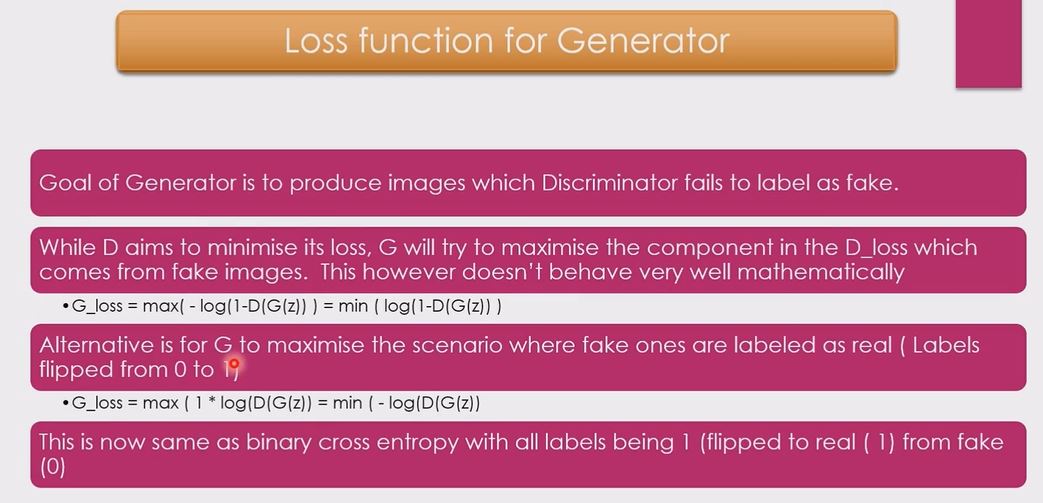 Loss function for Generator
Goal of Generator is to produce images which Discriminator fails to label as fake.
While D aims to minimise its loss, G will try to maximise the component in the D_loss which
comes from fake images.  This however doesn't behave very well mathematically
•G_loss = max( - log(1-D(G(z)) ) = min ( log(1-D(G(z)) )
Alternative is for G to maximise the scenario where fake ones are labeled as real ( Labels
flipped from 0 to 1)
•G_loss = max ( 1 * log(D(G(z)) = min ( - log(D(G(z))
This is now same as binary cross entropy with all labels being 1 (flipped to real ( 1) from fake
(0)